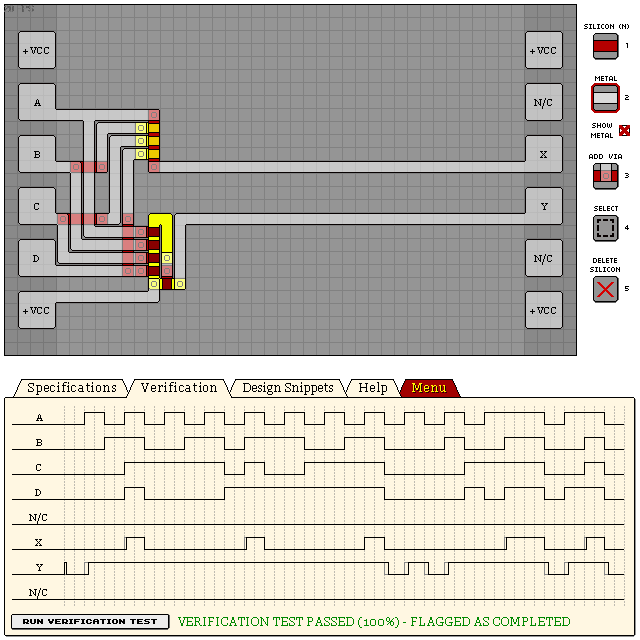 SILICON (N)
+VCC
+VCC
1
METAL
A
N/C
2
SHOW
METAL
B
X
ADD VIA
3
C
Y
SELECT
4
D
N/C
DELETE
SILICON
5
+VCC
+VCC
Specifications
Verification
Design Snippets
Help
Menu
A
B
C
D
N/C
X
Y
N/C
RUN VERIFICATION TEST
VERIFICATION TEST PASSED (100%) - FLAGGED AS COMPLETED